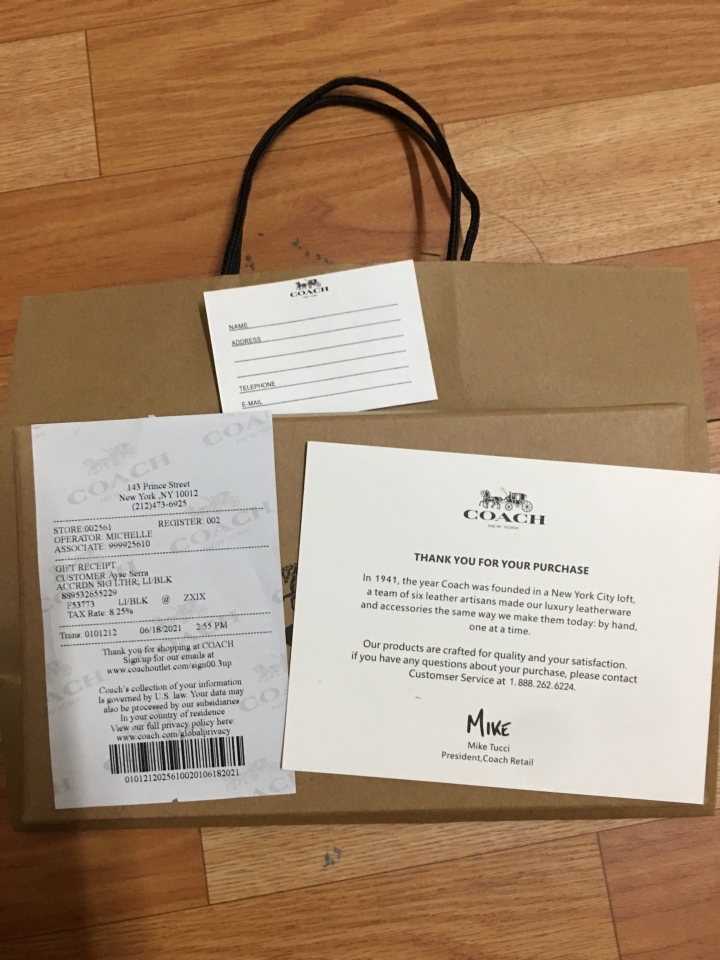 COACH
NEW YORK
NAME
ADDRESS
TELEPHONE
E-MAIL
143 Prince Street
New York ,NY 10012
(212)473-6925
STORE:002561 REGISTER: 002
OPERATOR: MICHELLE
ASSOCIATE: 999925610
GIFT RECEIPT
CUSTOMER Ayse Serra
ACCRDN SIG LTHR, LI/BLK
889532655229
F53773 LI/BLK @ ZXIX
TAX Rate: 8 25%
Trans: 0101212 06/18/2021 2:55 PM
Thank you for shopping at COACH
Sign up for our emails at
www.coachoutlet.com/sign00.3up
Coach's collection of your information
Is governed by U.S. law. Your data may
also be processed by our subsidiaries
In your country of residence
View our full privacy policy here:
www.coach.com/globalprivacy
0101212025610020106182021
COACH
NEW YORK
THANK YOU FOR YOUR PURCHASE
In 1941, the year Coach was founded in a New York City loft,
a team of six leather artisans made our luxury leatherware
and accessories the same way we make them today: by hand,
one at a time.
Our products are crafted for quality and your satisfaction.
if you have any questions about your purchase, please contact
Customser Service at 1.888.262.6224.
MIKE
Mike Tucci
President,Coach Retail